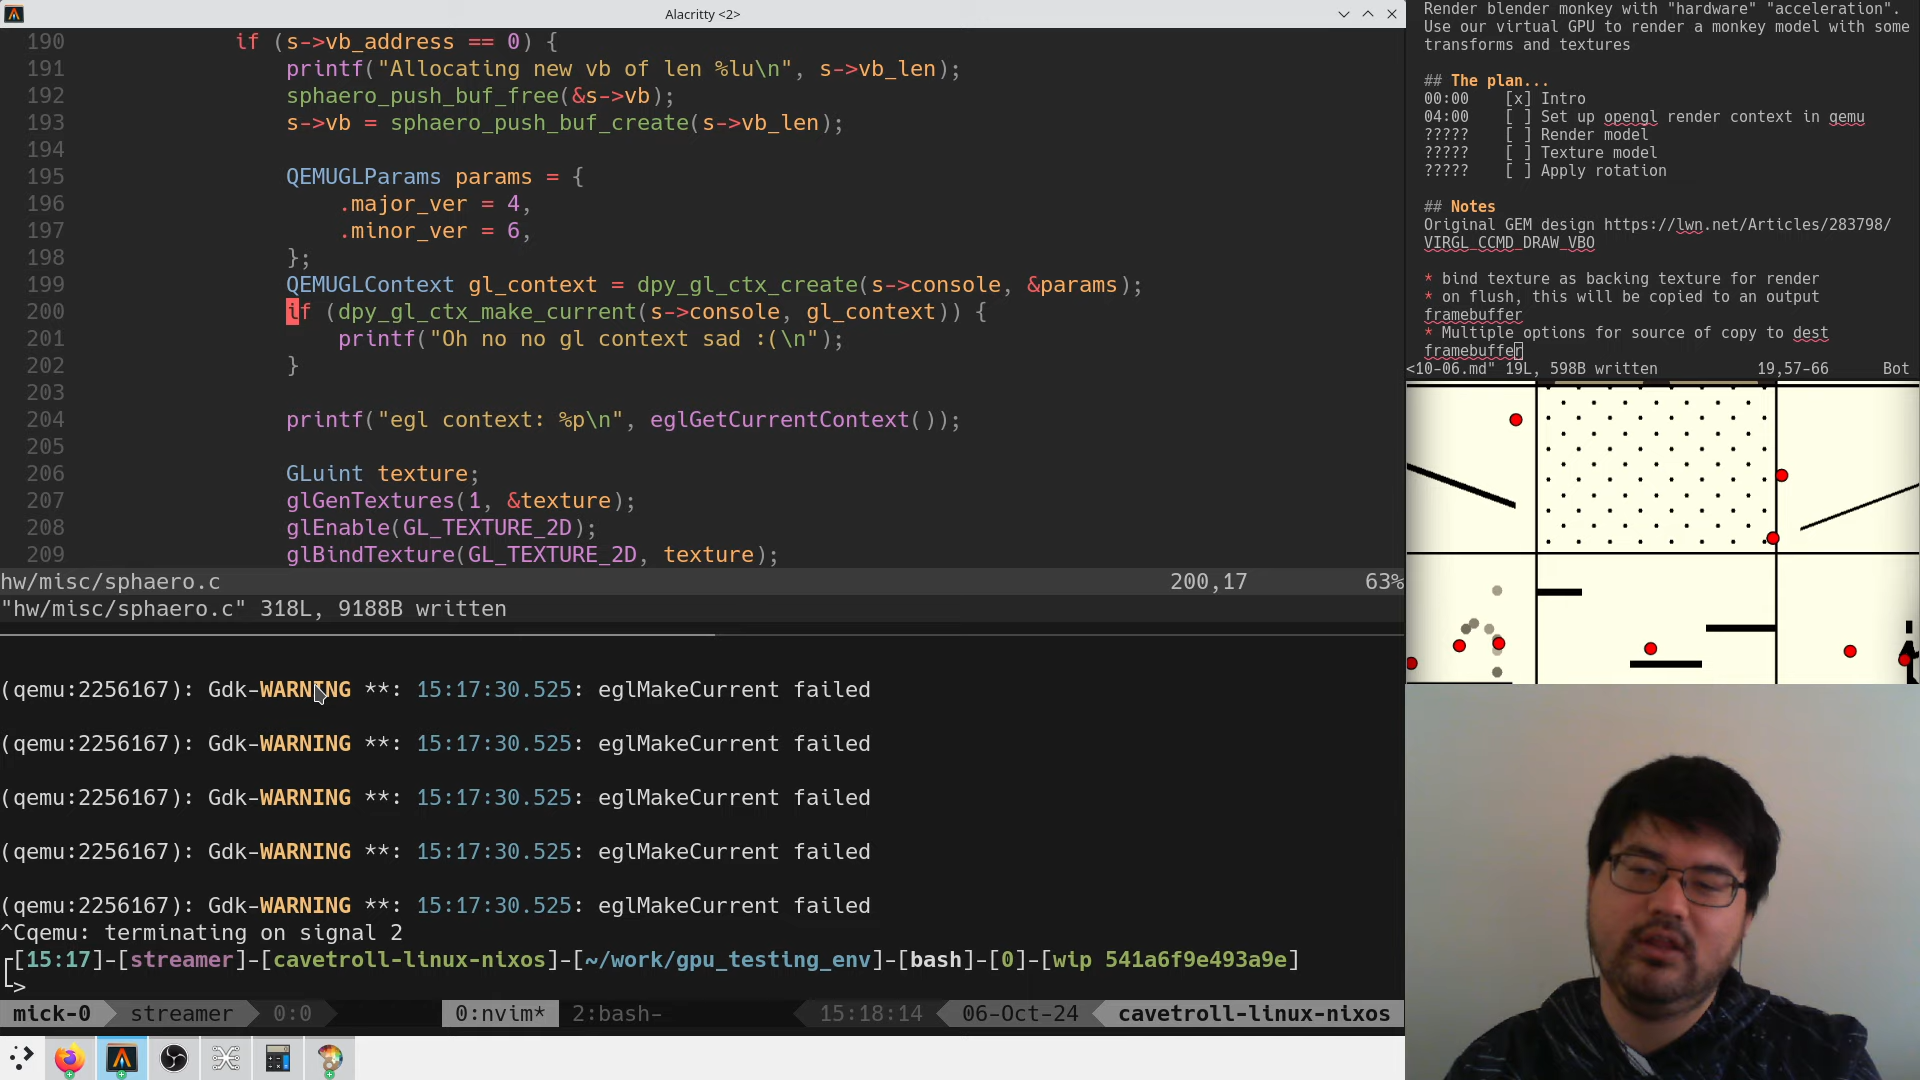 Alacritty <2>
190 if (s->vb_address == 0) {
191 printf("Allocating new vb of len %lu\n", s->vb_len);
192 sphaero_push_buf_free(&s->vb);
193 s->vb = sphaero_push_buf_create(s->vb_len);
194
195 QEMUGLParams params = {
196 .major_ver = 4,
197 .minor_ver = 6,
198 };
199 QEMUGLContext gl_context = dpy_gl_ctx_create(s->console, &params);
200 if (dpy_gl_ctx_make_current(s->console, gl_context)) {
201 printf("Oh no no gl context sad :(\n");
202 }
203
204 printf("egl context: %p\n", eglGetCurrentContext());
205
206 GLuint texture;
207 glGenTextures(1, &texture);
208 glEnable(GL_TEXTURE_2D);
209 glBindTexture(GL_TEXTURE_2D, texture);
hw/misc/sphaero.c 200,17 63%
"hw/misc/sphaero.c" 318L, 9188B written
(qemu:2256167): Gdk-WARNING **: 15:17:30.525: eglMakeCurrent failed
(qemu:2256167): Gdk-WARNING **: 15:17:30.525: eglMakeCurrent failed
(qemu:2256167): Gdk-WARNING **: 15:17:30.525: eglMakeCurrent failed
(qemu:2256167): Gdk-WARNING **: 15:17:30.525: eglMakeCurrent failed
(qemu:2256167): Gdk-WARNING **: 15:17:30.525: eglMakeCurrent failed
^Cqemu: terminating on signal 2
┌[15:17]-[streamer]-[cavetroll-linux-nixos]-[~/work/gpu_testing_env]-[bash]-[0]-[wip 541a6f9e493a9e]
└>
mick-0 streamer 0:0 0:nvim* 2:bash- 15:18:14 06-Oct-24 cavetroll-linux-nixos
Render blender monkey with "hardware" "acceleration".
Use our virtual GPU to render a monkey model with some
transforms and textures
## The plan...
00:00 [x] Intro
04:00 [ ] Set up opengl render context in qemu
????? [ ] Render model
????? [ ] Texture model
????? [ ] Apply rotation
## Notes
Original GEM design https://lwn.net/Articles/283798/
VIRGL_CCMD_DRAW_VBO
* bind texture as backing texture for render
* on flush, this will be copied to an output
framebuffer
* Multiple options for source of copy to dest
framebuffer
<10-06.md" 19L, 598B written 19,57-66 Bot